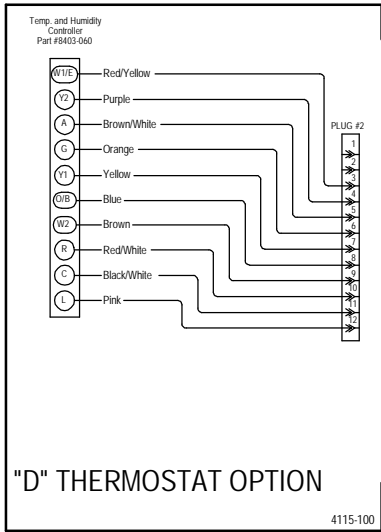 Temp. and Humidity
Controller
Part #8403-060
W1/E Red/Yellow
Y2 Purple
A Brown/White
G Orange
Y1 Yellow
O/B Blue
W2 Brown
R Red/White
C Black/White
L Pink
PLUG #2
1
2
3
4
5
6
7
8
9
10
11
12
"D" THERMOSTAT OPTION
4115-100